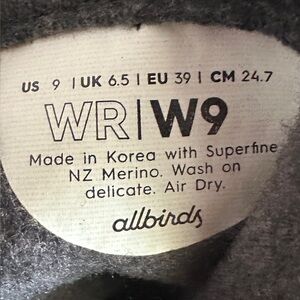 US 9 | UK 6.5 | EU 39 | CM 24.7
WR|W9
Made in Korea with Superfine
NZ Merino. Wash on
delicate. Air Dry.
allbirds